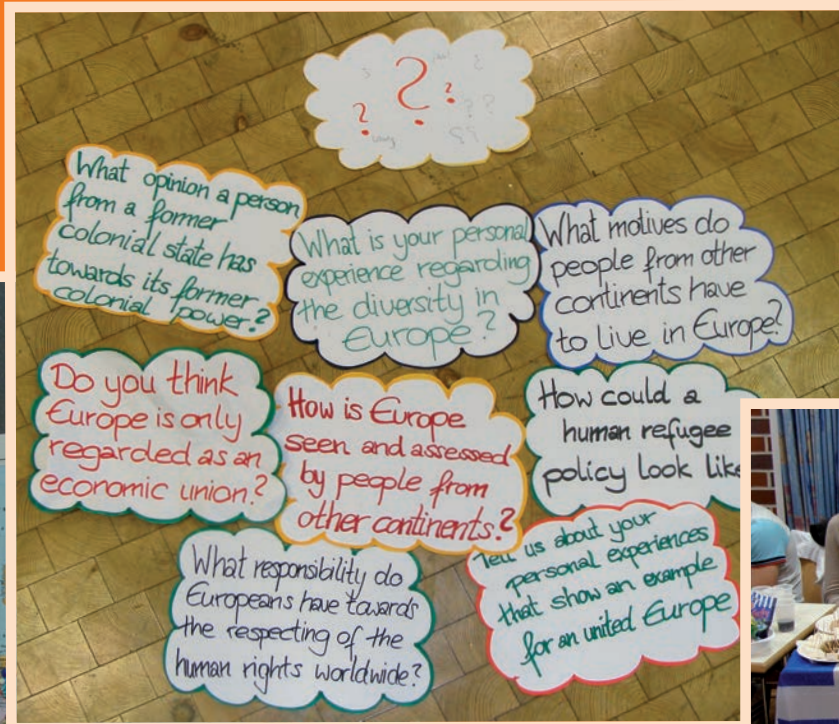 ? ? ?
? ?
What opinion a person
from a former
colonial state has
towards its former
colonial power?
What is your personal
experience regarding
the diversity in
Europe?
What motives do
people from other
continents have
to live in Europe?
Do you think
Europe is only
regarded as an
economic union?
How is Europe
seen and assessed
by people from
other continents?
How could a
human refugee
policy look like
What responsibility do
Europeans have towards
the respecting of the
human rights worldwide?
Tell us about your
personal experiences
that show an example
for an united Europe